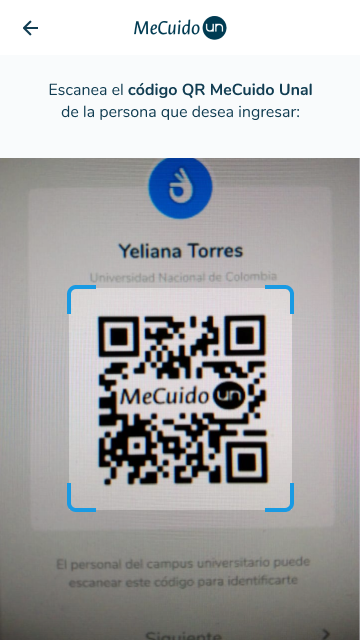 MeCuido un
Escanea el código QR MeCuido Unal
de la persona que desea ingresar:
Yeliana Torres
Universidad Nacional de Colombia
MeCuido un
El personal del campus universitario puede
escanear este código para identificarte
Siguiente